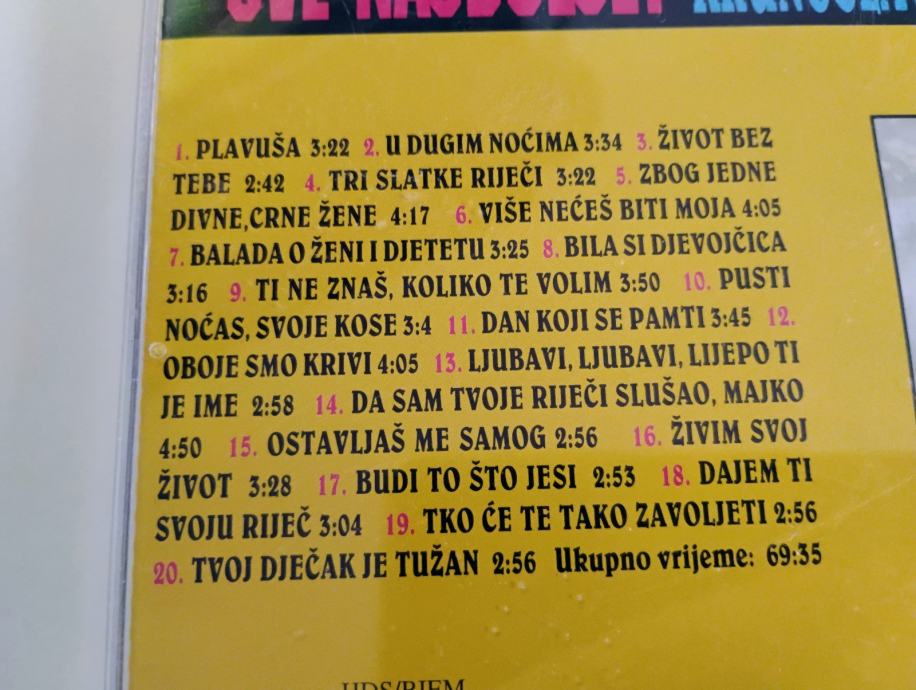 SVE NAJBOLJE!
1. PLAVUŠA 3:22 2. U DUGIM NOĆIMA 3:34 3. ŽIVOT BEZ
TEBE 2:42 4. TRI SLATKE RIJEČI 3:22 5. ZBOG JEDNE
DIVNE,CRNE ŽENE 4:17 6. VIŠE NEĆEŠ BITI MOJA 4:05
7. BALADA O ŽENI I DJETETU 3:25 8. BILA SI DJEVOJČICA
3:16 9. TI NE ZNAŠ, KOLIKO TE VOLIM 3:50 10. PUSTI
NOĆAS, SVOJE KOSE 3:4 11. DAN KOJI SE PAMTI 3:45 12.
OBOJE SMO KRIVI 4:05 13. LJUBAVI, LJUBAVI, LIJEPO TI
JE IME 2:58 14. DA SAM TVOJE RIJEČI SLUŠAO, MAJKO
4:50 15. OSTAVLJAŠ ME SAMOG 2:56 16. ŽIVIM SVOJ
ŽIVOT 3:28 17. BUDI TO ŠTO JESI 2:53 18. DAJEM TI
SVOJU RIJEČ 3:04 19. TKO ĆE TE TAKO ZAVOLJETI 2:56
20. TVOJ DJEČAK JE TUŽAN 2:56 Ukupno vrijeme: 69:35
HDS/BIEM